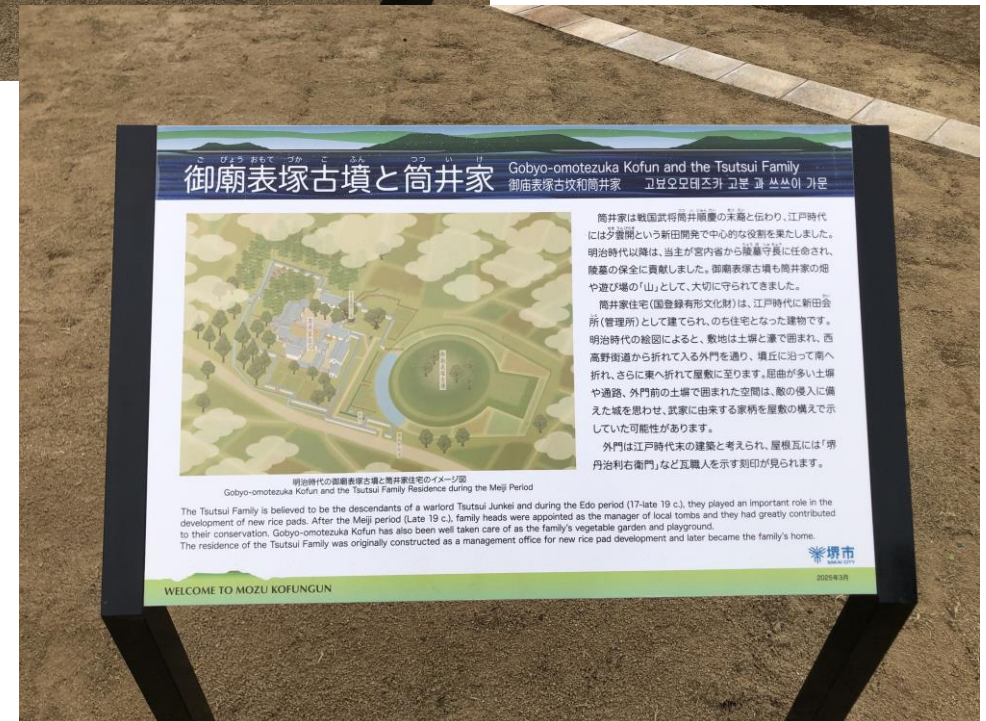 御廟表塚古墳と筒井家
ご びょう おもて づか こ ふん つつ い け
Gobyo-omotezuka Kofun and the Tsutsui Family
御庙表塚古坟和筒井家 고뵤오모테즈카 고분 과 쓰쓰이 가문
筒井家は戦国武将筒井順慶の末裔と伝わり、江戸時代
には夕雲開という新田開発で中心的な役割を果たしました。
明治時代以降は、当主が宮内省から陵墓守長に任命され、
陵墓の保全に貢献しました。御廟表塚古墳も筒井家の畑
や遊び場の「山」として、大切に守られてきました。
筒井家住宅(国登録有形文化財)は、江戸時代に新田会
所(管理所)として建てられ、のち住宅となった建物です。
明治時代の絵図によると、敷地は土塀と濠で囲まれ、西
高野街道から折れて入る外門を通り、墳丘に沿って南へ
折れ、さらに東へ折れて屋敷に至ります。屈曲が多い土塀
や通路、外門前の土塀で囲まれた空間は、敵の侵入に備
えた城を思わせ、武家に由来する家柄を屋敷の構えで示
していた可能性があります。
外門は江戸時代末の建築と考えられ、屋根瓦には「堺
丹治利右衛門」など瓦職人を示す刻印が見られます。
明治時代の御廟表塚古墳と筒井家住宅のイメージ図
Gobyo-omotezuka Kofun and the Tsutsui Family Residence during the Meiji Period
The Tsutsui Family is believed to be the descendants of a warlord Tsutsui Junkei and during the Edo period (17-late 19 c.), they played an important role in the
development of new rice pads. After the Meiji period (Late 19 c.), family heads were appointed as the manager of local tombs and they had greatly contributed
to their conservation. Gobyo-omotezuka Kofun has also been well taken care of as the family's vegetable garden and playground.
The residence of the Tsutsui Family was originally constructed as a management office for new rice pad development and later became the family's home.
堺市
SAKAI CITY
2025年3月
WELCOME TO MOZU KOFUNGUN